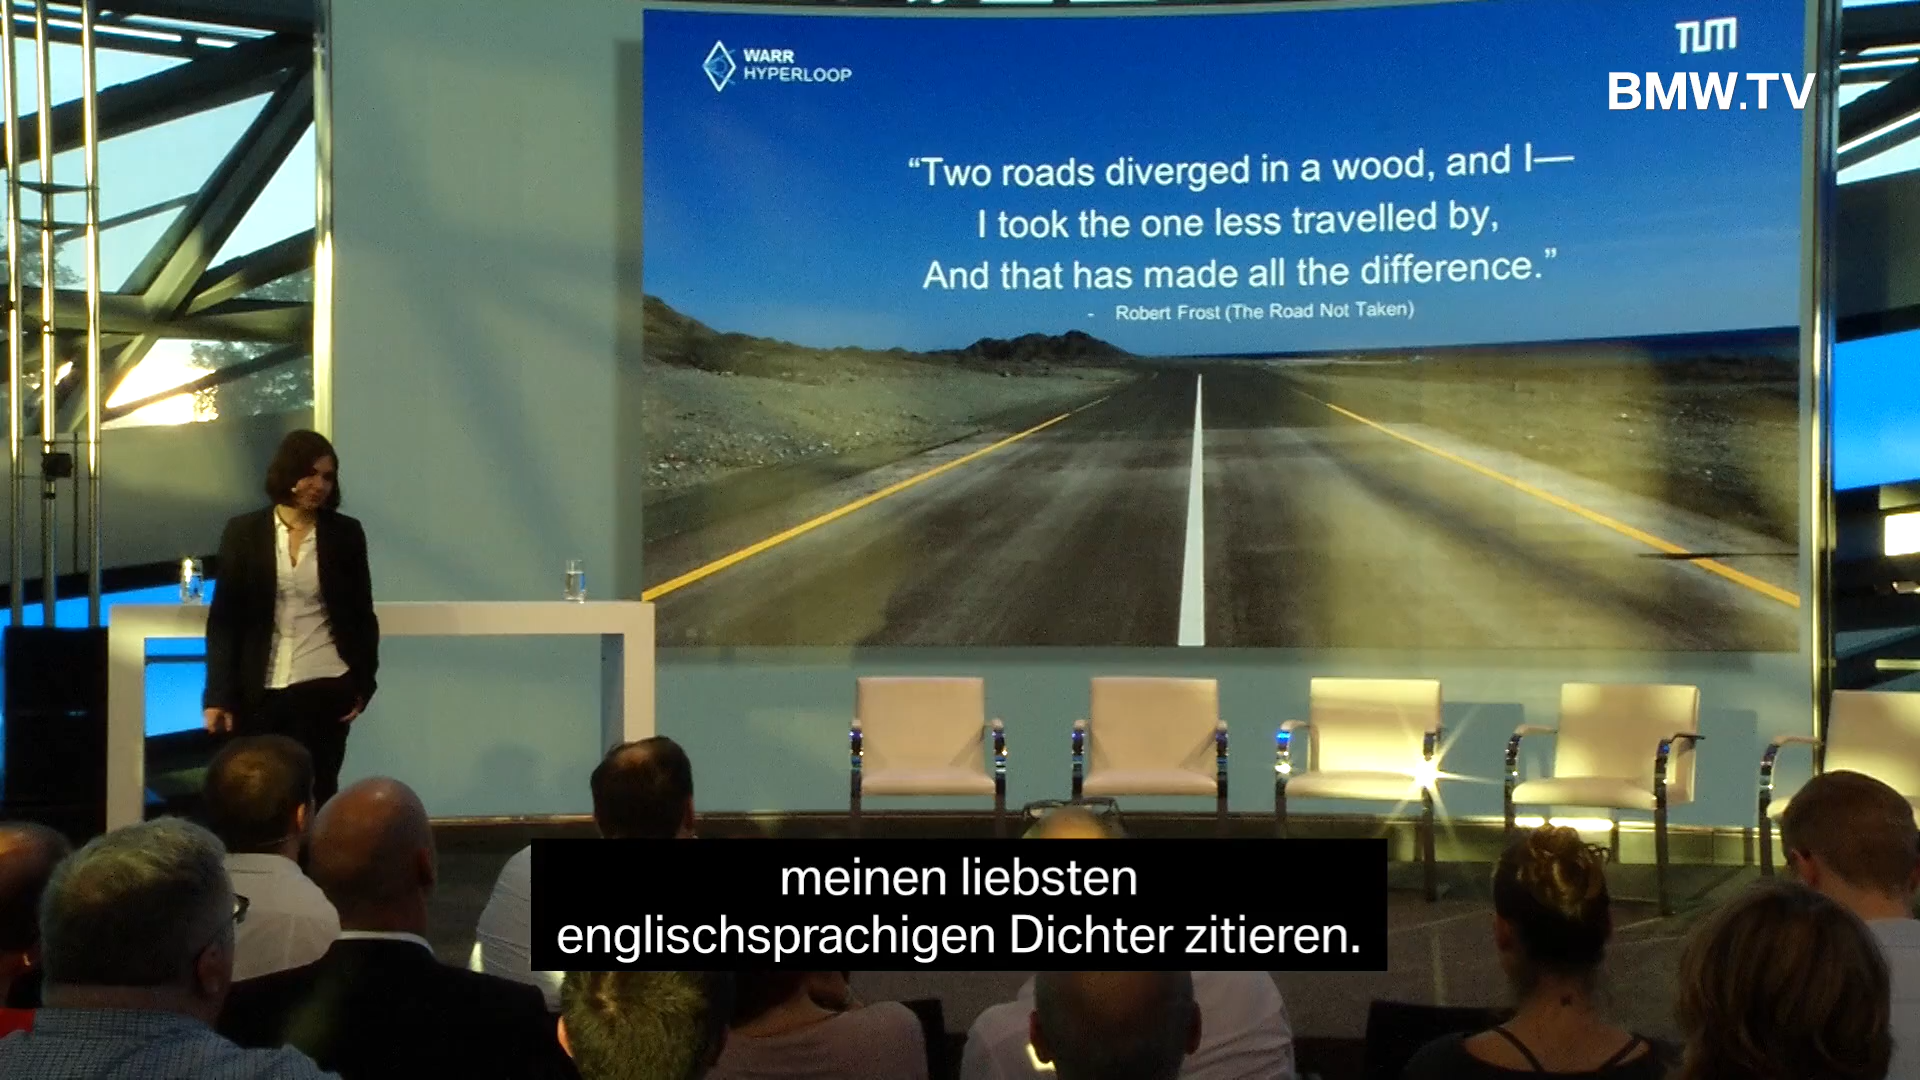 WARR
HYPERLOOP
TUM
BMW.TV
“Two roads diverged in a wood, and I—
I took the one less travelled by,
And that has made all the difference.”
- Robert Frost (The Road Not Taken)
meinen liebsten
englischsprachigen Dichter zitieren.